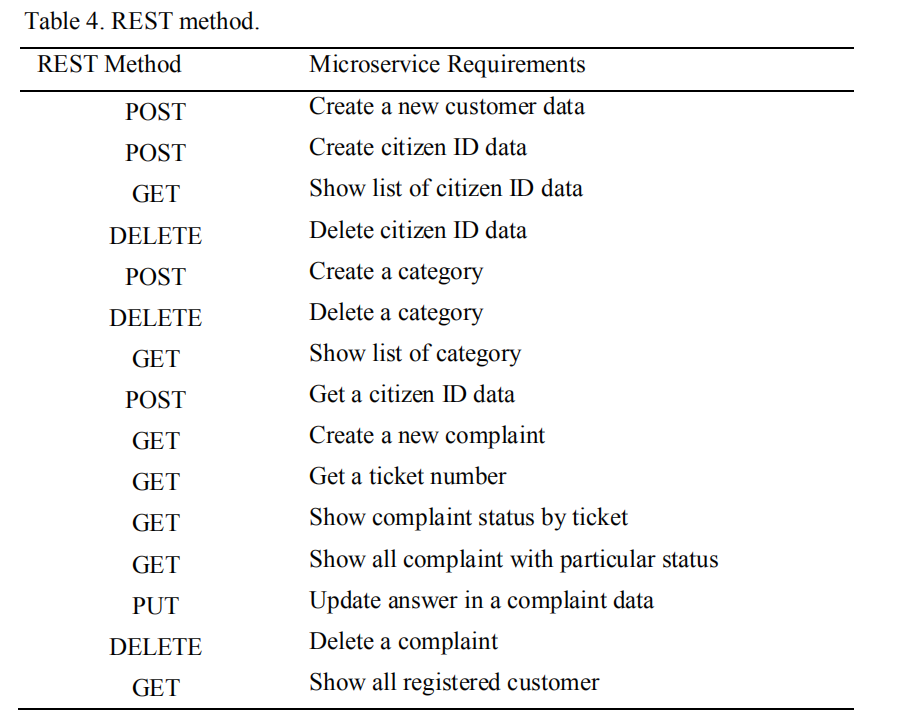 Table 4. REST method.
REST Method Microservice Requirements
POST Create a new customer data
POST Create citizen ID data
GET Show list of citizen ID data
DELETE Delete citizen ID data
POST Create a category
DELETE Delete a category
GET Show list of category
POST Get a citizen ID data
GET Create a new complaint
GET Get a ticket number
GET Show complaint status by ticket
GET Show all complaint with particular status
PUT Update answer in a complaint data
DELETE Delete a complaint
GET Show all registered customer